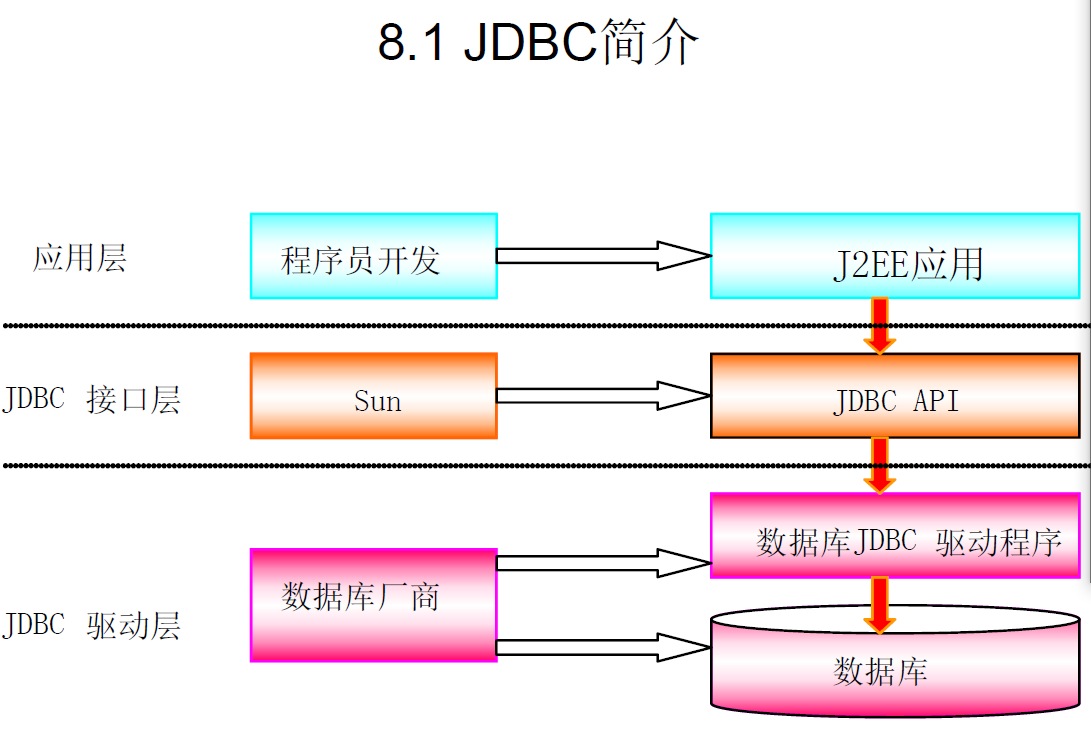 8.1 JDBC简介
应用层
程序员开发
J2EE应用
JDBC 接口层
Sun
JDBC API
数据库JDBC 驱动程序
数据库厂商
JDBC 驱动层
数据库